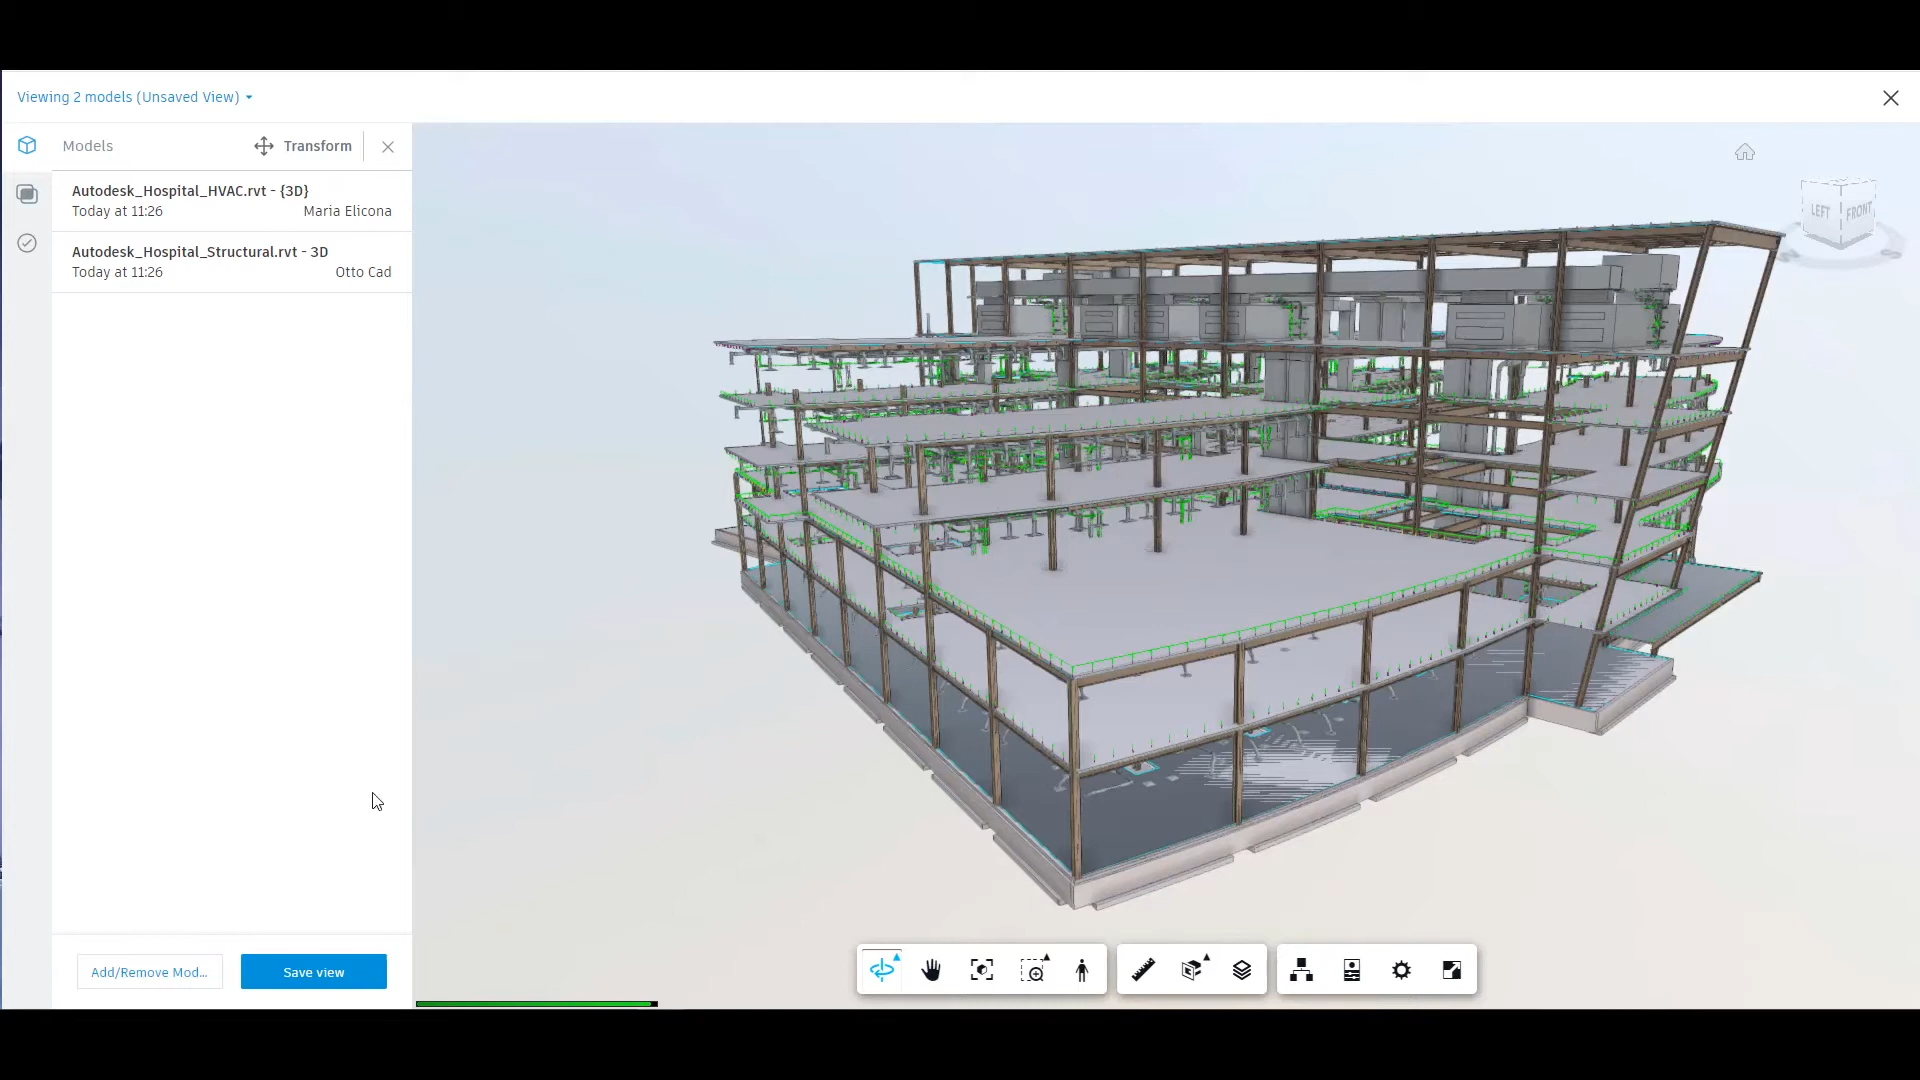 Viewing 2 models (Unsaved View)
Models
Transform
Autodesk_Hospital_HVAC.rvt - {3D}
Today at 11:26 Maria Elicona
Autodesk_Hospital_Structural.rvt - 3D
Today at 11:26 Otto Cad
LEFT FRONT
Add/Remove Mod...
Save view